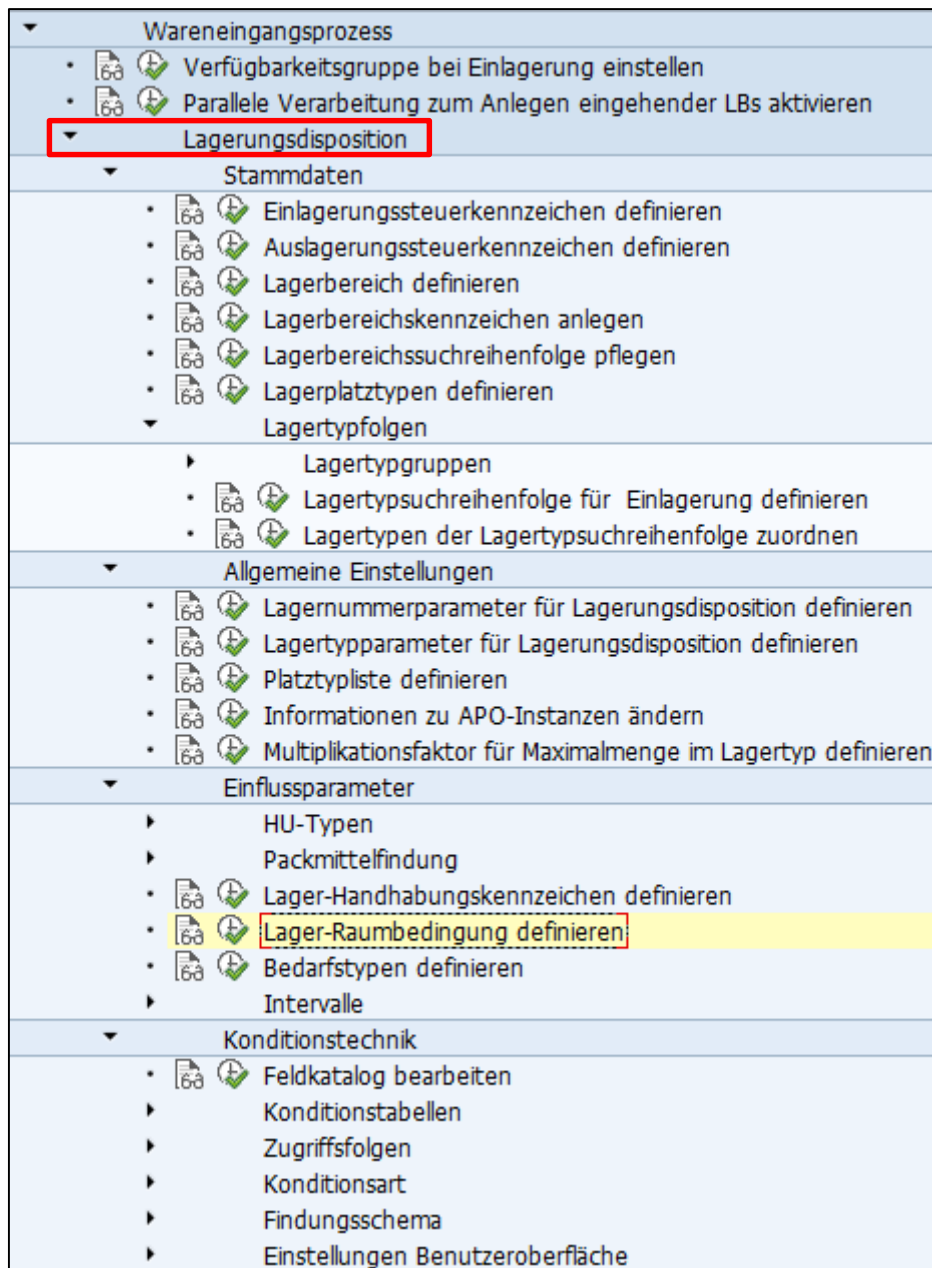 Wareneingangsprozess
Verfügbarkeitsgruppe bei Einlagerung einstellen
Parallele Verarbeitung zum Anlegen eingehender LBs aktivieren
Lagerungsdisposition
Stammdaten
Einlagerungssteuerkennzeichen definieren
Auslagerungssteuerkennzeichen definieren
Lagerbereich definieren
Lagerbereichskennzeichen anlegen
Lagerbereichssuchreihenfolge pflegen
Lagerplatztypen definieren
Lagertypfolgen
Lagertypgruppen
Lagertypsuchreihenfolge für Einlagerung definieren
Lagertypen der Lagertypsuchreihenfolge zuordnen
Allgemeine Einstellungen
Lagernummerparameter für Lagerungsdisposition definieren
Lagertypparameter für Lagerungsdisposition definieren
Platztypliste definieren
Informationen zu APO-Instanzen ändern
Multiplikationsfaktor für Maximalmenge im Lagertyp definieren
Einflussparameter
HU-Typen
Packmittelfindung
Lager-Handhabungskennzeichen definieren
Lager-Raumbedingung definieren
Bedarfstypen definieren
Intervalle
Konditionstechnik
Feldkatalog bearbeiten
Konditionstabellen
Zugriffsfolgen
Konditionsart
Findungsschema
Einstellungen Benutzeroberfläche